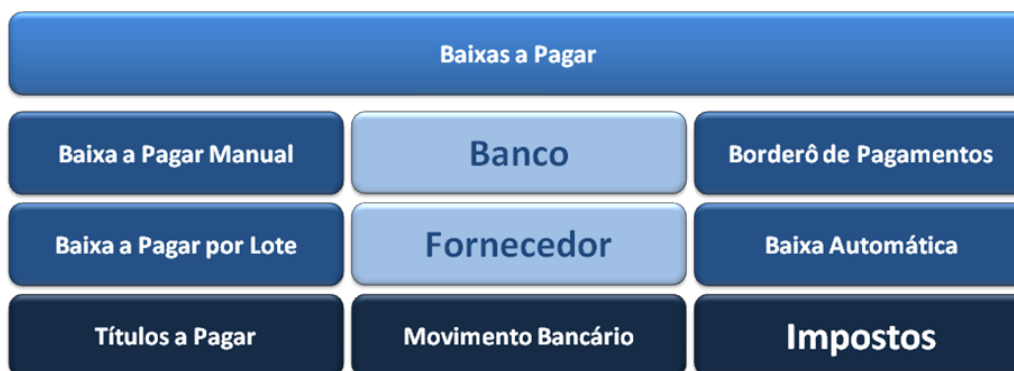 Baixas a Pagar
Baixa a Pagar Manual
Banco
Borderô de Pagamentos
Baixa a Pagar por Lote
Fornecedor
Baixa Automática
Títulos a Pagar
Movimento Bancário
Impostos